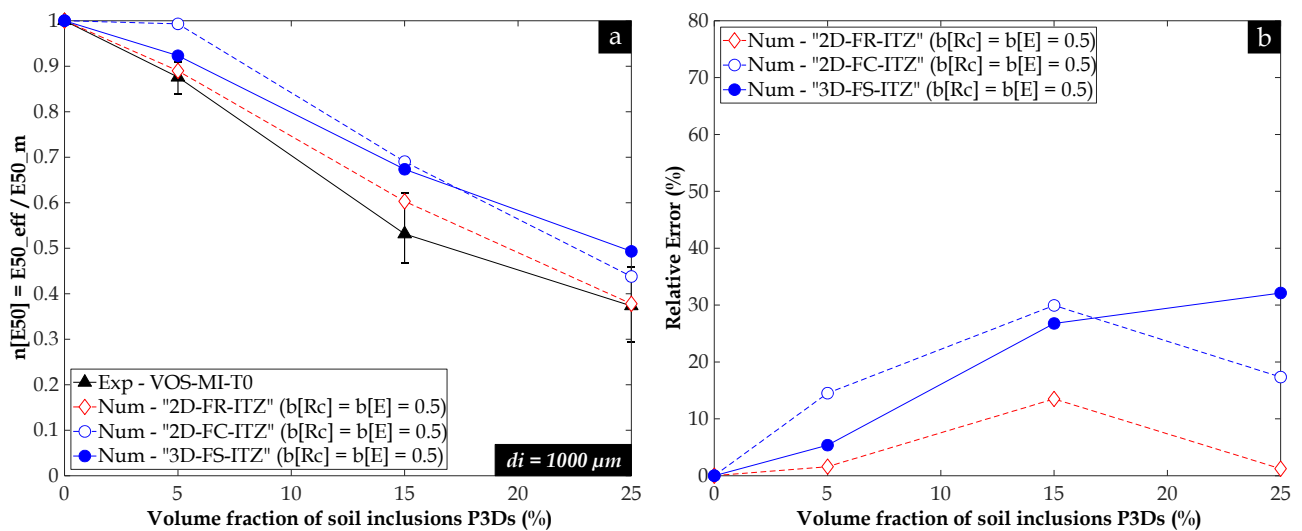 a
n[E50] = E50_eff / E50_m
1
0.9
0.8
0.7
0.6
0.5
0.4
0.3
0.2
0.1
0
Exp - VOS-MI-T0
Num - "2D-FR-ITZ" (b[Rc] = b[E] = 0.5)
Num - "2D-FC-ITZ" (b[Rc] = b[E] = 0.5)
Num - "3D-FS-ITZ" (b[Rc] = b[E] = 0.5)
di = 1000 µm
0 5 10 15 20 25
Volume fraction of soil inclusions P3Ds (%)
b
Num - "2D-FR-ITZ" (b[Rc] = b[E] = 0.5)
Num - "2D-FC-ITZ" (b[Rc] = b[E] = 0.5)
Num - "3D-FS-ITZ" (b[Rc] = b[E] = 0.5)
Relative Error (%)
80
70
60
50
40
30
20
10
0
0 5 10 15 20 25
Volume fraction of soil inclusions P3Ds (%)